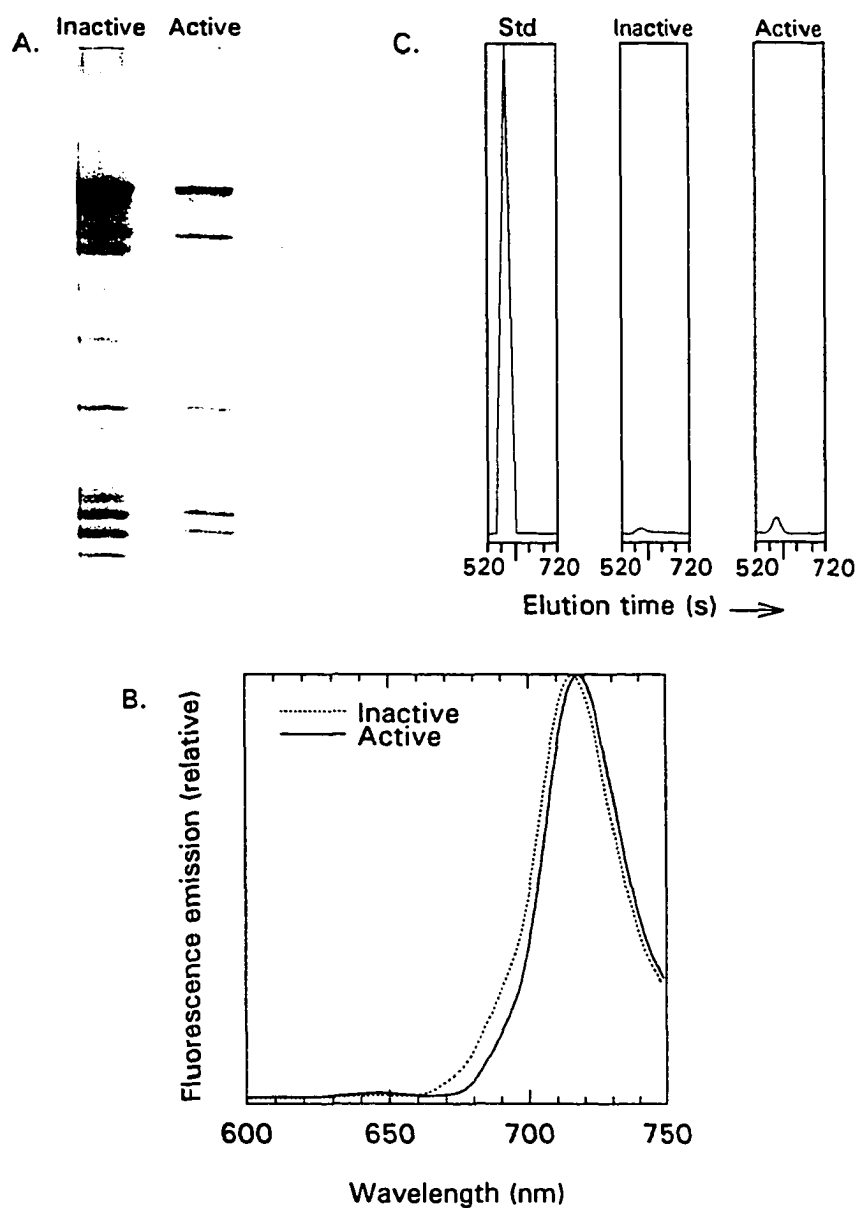 A.
Inactive Active
C.
Std Inactive Active
520 720 520 720 520 720
Elution time (s)
B.
Fluorescence emission (relative)
Inactive
Active
600 650 700 750
Wavelength (nm)